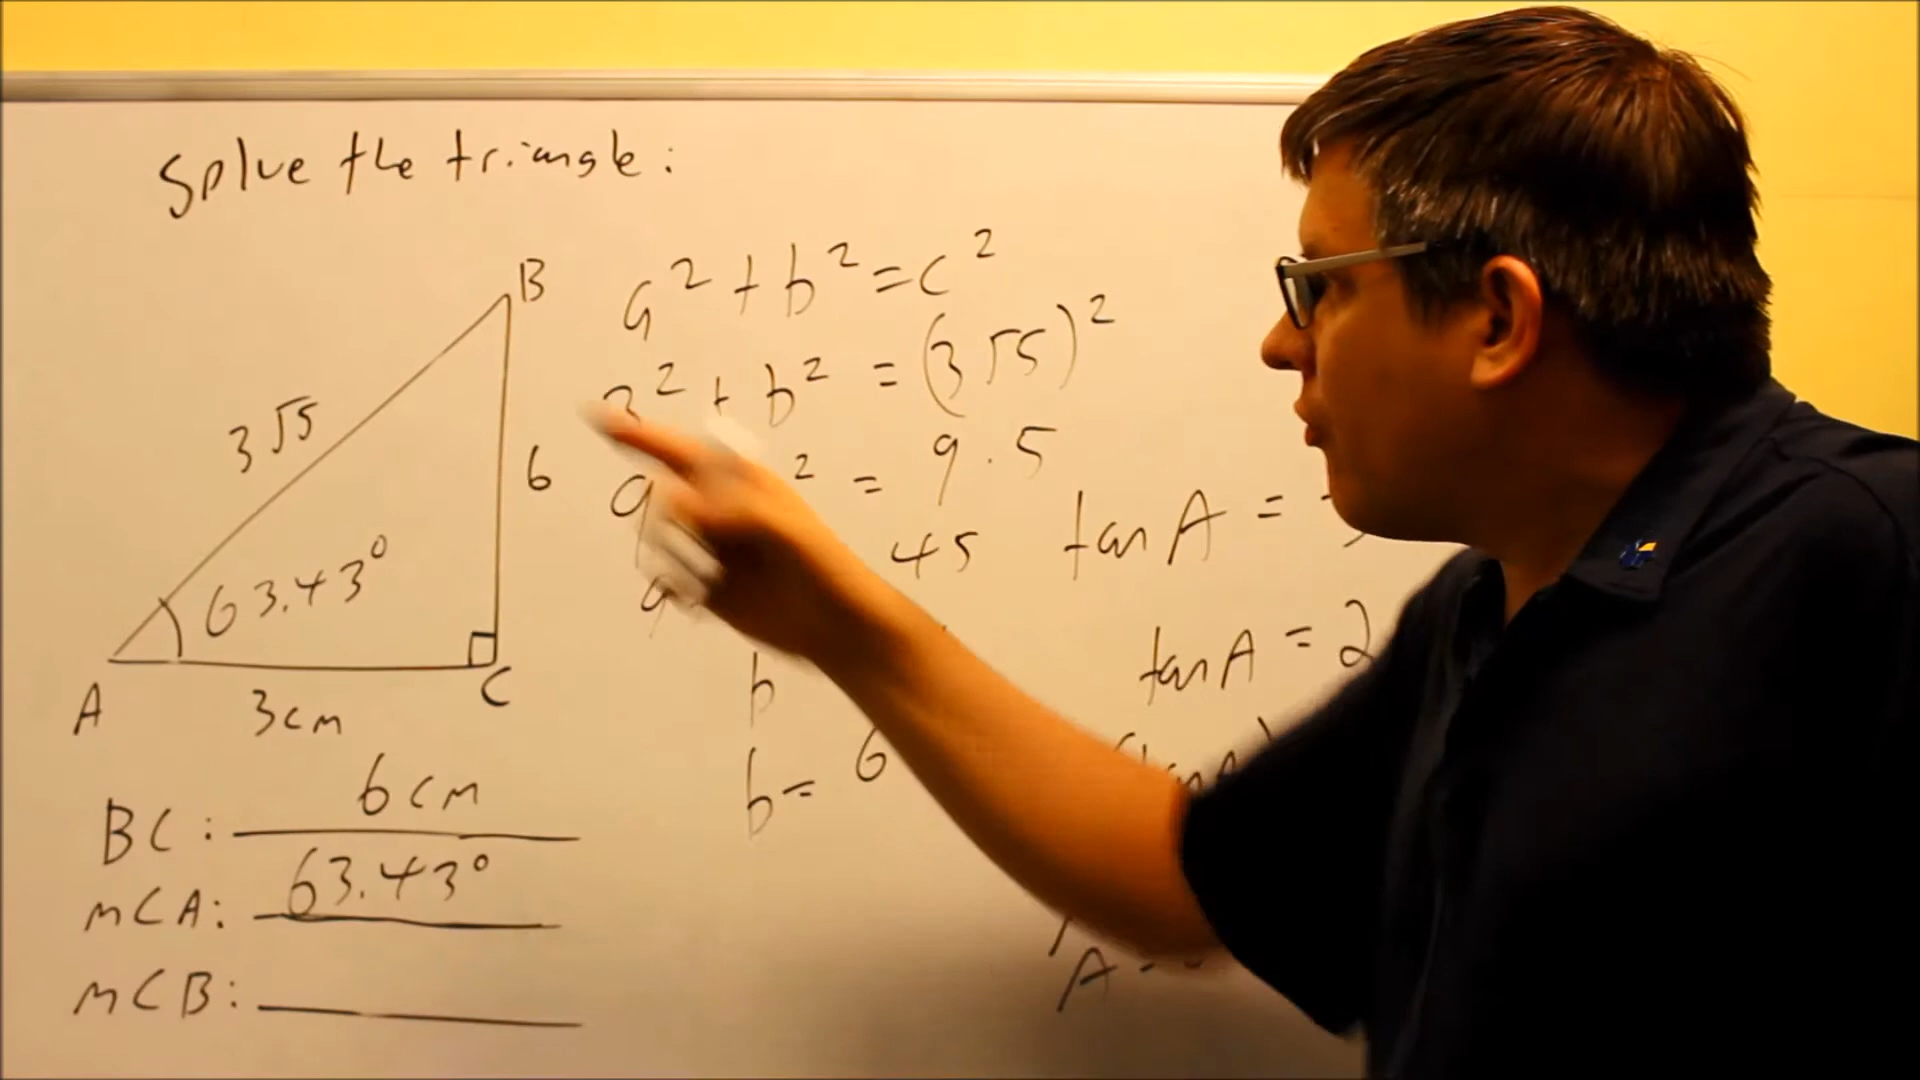 Solve the triangle:
B
3√5
6
63.43°
A
C
3cm
BC: 6cm
m<A: 63.43°
m<B:
a² + b² = c²
3² + b² = (3√5)²
9 ² = 9·5
45
b
b = 6
tan A =
tan A = 2
A =